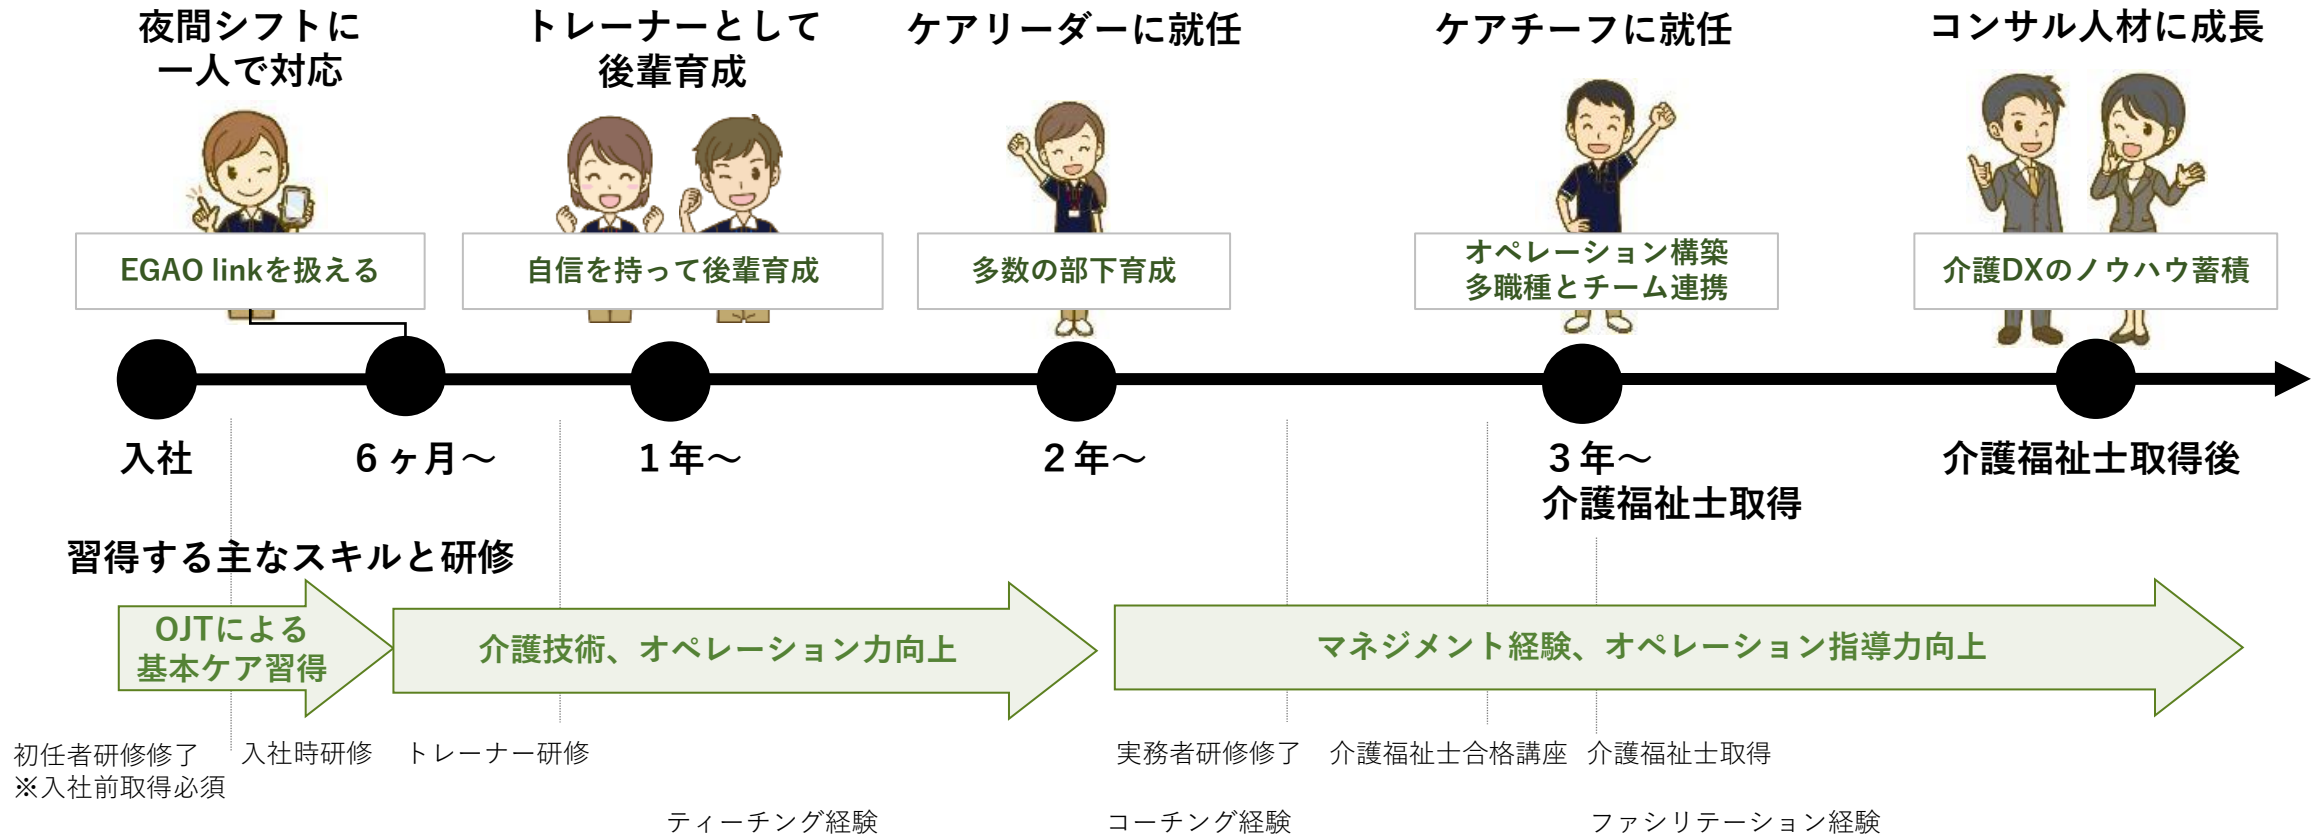 夜間シフトに
一人で対応
トレーナーとして
後輩育成
ケアリーダーに就任
ケアチーフに就任
コンサル人材に成長
EGAO linkを扱える
自信を持って後輩育成
多数の部下育成
オペレーション構築
多職種とチーム連携
介護DXのノウハウ蓄積
入社
6ヶ月～
1年～
2年～
3年～
介護福祉士取得
介護福祉士取得後
習得する主なスキルと研修
OJTによる
基本ケア習得
介護技術、オペレーション力向上
マネジメント経験、オペレーション指導力向上
初任者研修修了
※入社前取得必須
入社時研修
トレーナー研修
実務者研修修了
介護福祉士合格講座
介護福祉士取得
ティーチング経験
コーチング経験
ファシリテーション経験